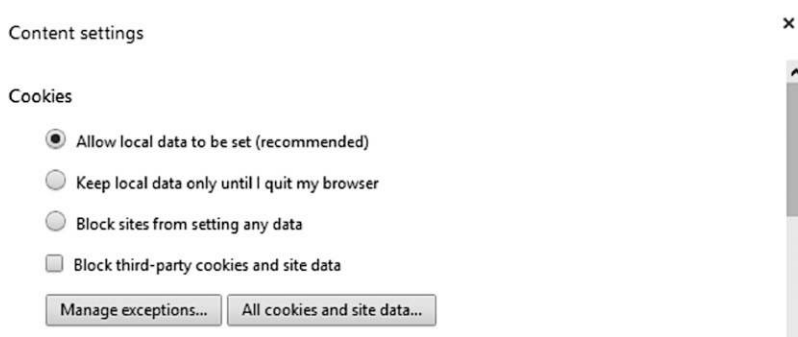 Content settings
Cookies
Allow local data to be set (recommended)
Keep local data only until I quit my browser
Block sites from setting any data
Block third-party cookies and site data
Manage exceptions... All cookies and site data...